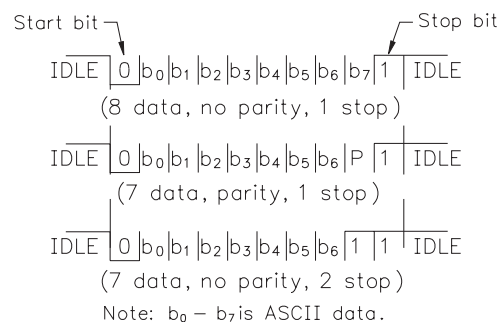 Start bit Stop bit
IDLE 0 b₀ b₁ b₂ b₃ b₄ b₅ b₆ b₇ 1 IDLE
(8 data, no parity, 1 stop)
IDLE 0 b₀ b₁ b₂ b₃ b₄ b₅ b₆ P 1 IDLE
(7 data, parity, 1 stop)
IDLE 0 b₀ b₁ b₂ b₃ b₄ b₅ b₆ 1 1 IDLE
(7 data, no parity, 2 stop)
Note: b₀ – b₇ is ASCII data.